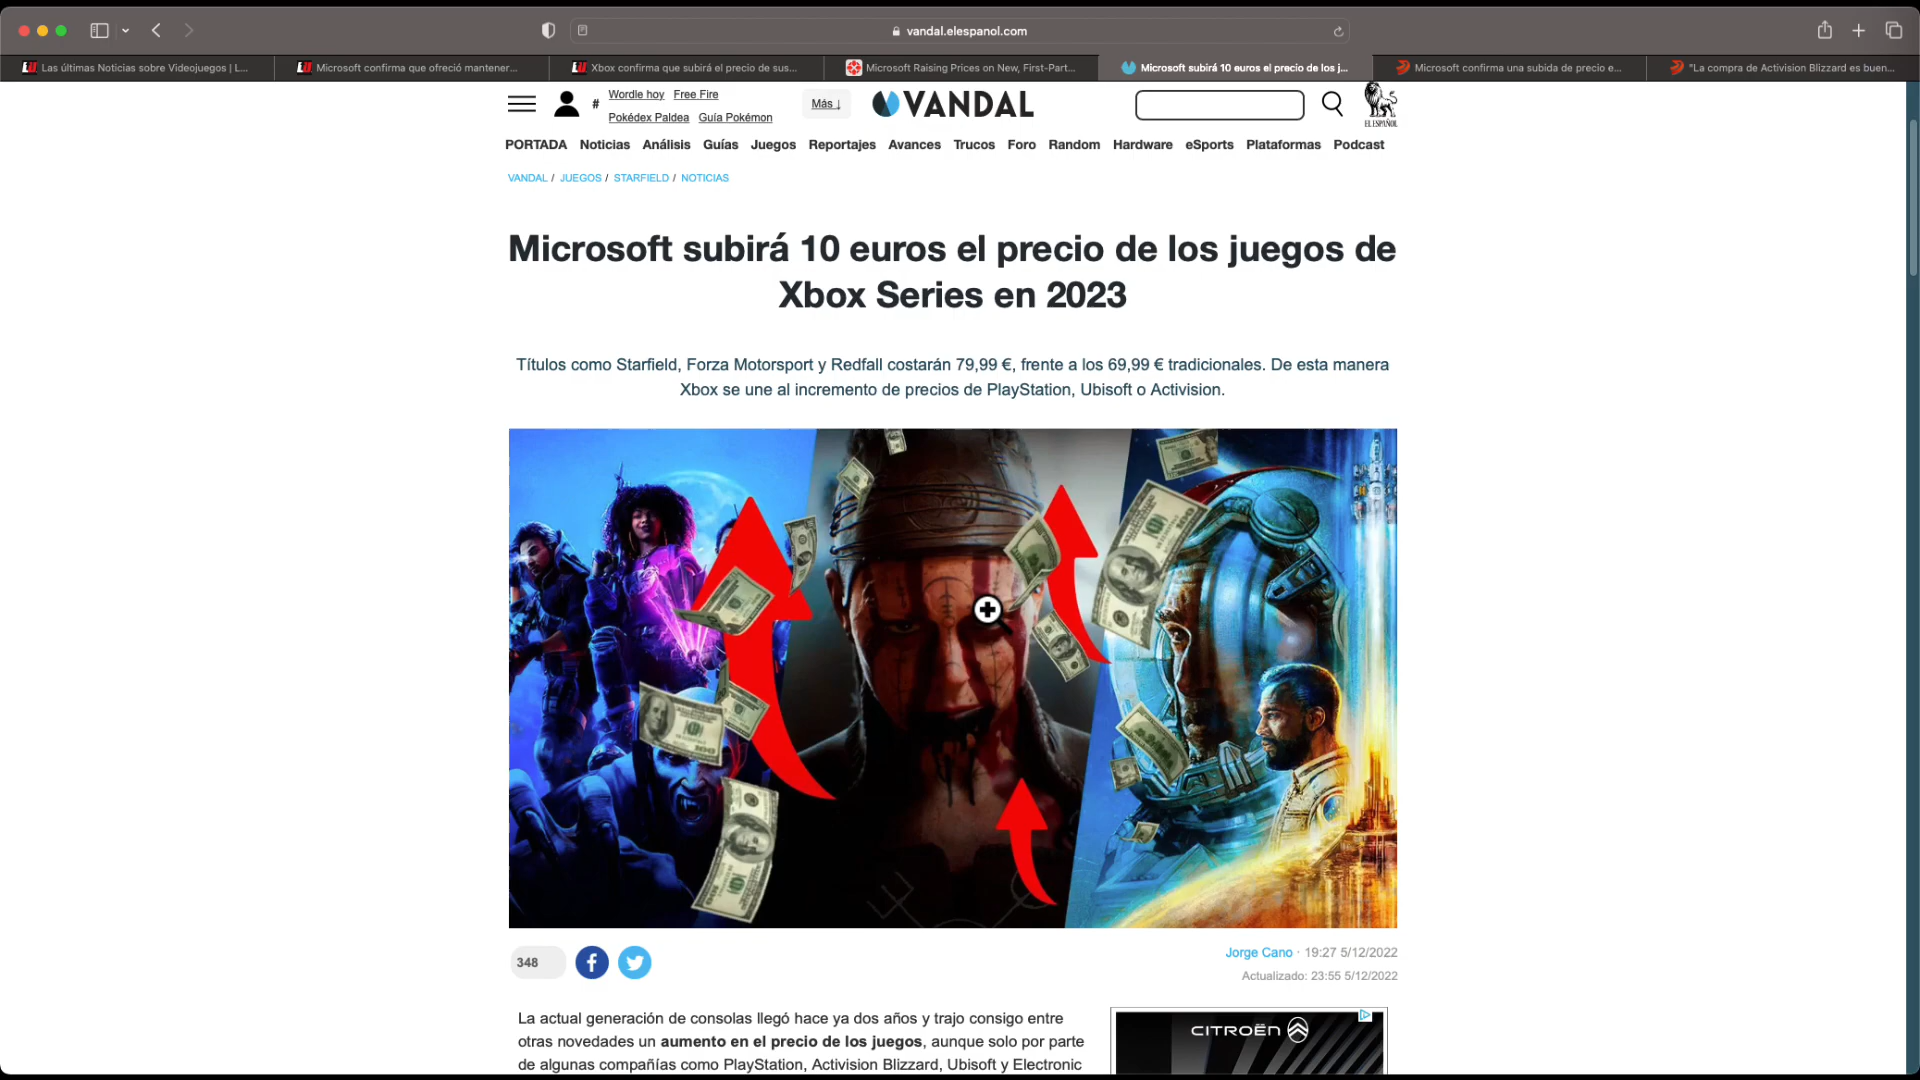 vandal.elespanol.com
Las últimas Noticias sobre Videojuegos | L...
Microsoft confirma que ofreció mantener...
Xbox confirma que subirá el precio de sus...
Microsoft Raising Prices on New, First-Part...
Microsoft subirá 10 euros el precio de los j...
Microsoft confirma una subida de precio e...
"La compra de Activision Blizzard es buen...
# Wordle hoy Free Fire
Pokédex Paldea Guía Pokémon
Más ↓
VANDAL
EL ESPAÑOL
PORTADA Noticias Análisis Guías Juegos Reportajes Avances Trucos Foro Random Hardware eSports Plataformas Podcast
VANDAL / JUEGOS / STARFIELD / NOTICIAS
Microsoft subirá 10 euros el precio de los juegos de
Xbox Series en 2023
Títulos como Starfield, Forza Motorsport y Redfall costarán 79,99 €, frente a los 69,99 € tradicionales. De esta manera
Xbox se une al incremento de precios de PlayStation, Ubisoft o Activision.
348
Jorge Cano · 19:27 5/12/2022
Actualizado: 23:55 5/12/2022
La actual generación de consolas llegó hace ya dos años y trajo consigo entre
otras novedades un aumento en el precio de los juegos, aunque solo por parte
de algunas compañías como PlayStation, Activision Blizzard, Ubisoft y Electronic
CITROËN